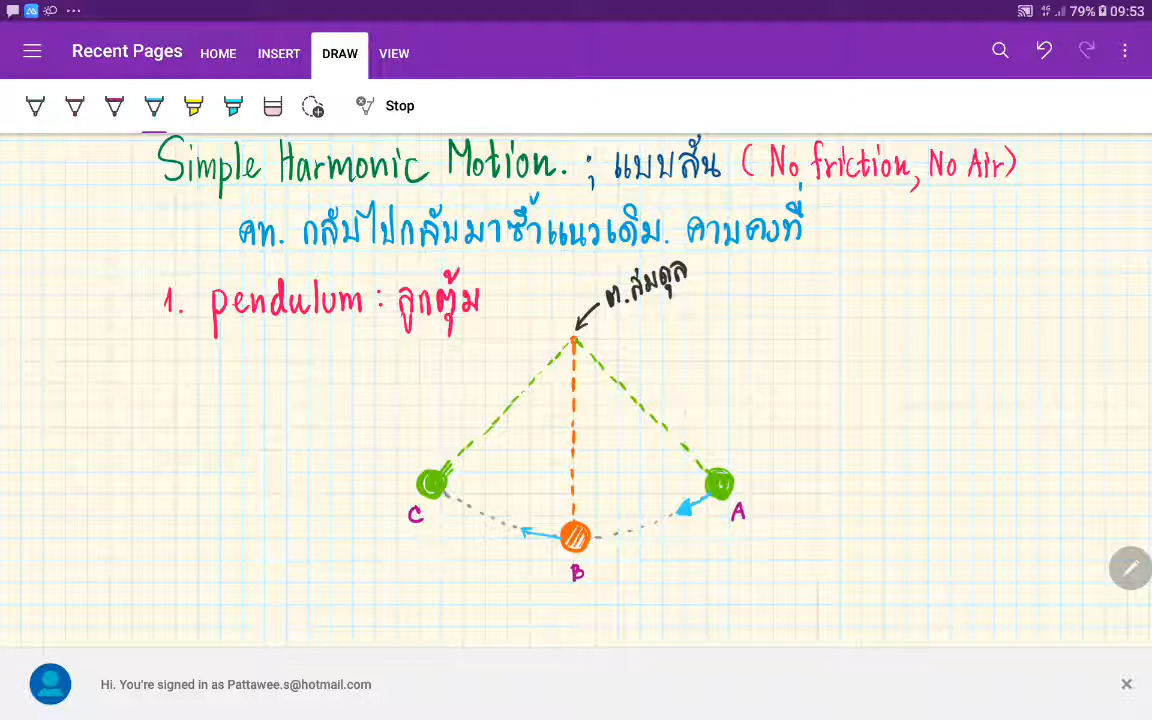 4G 79% 09:53
Recent Pages HOME INSERT DRAW VIEW
Stop
Simple Harmonic Motion. ; แบบสั่น (No friction, No Air)
คท. กลับไปกลับมาซ้ำแนวเดิม. คาบคงที่
1. pendulum : ลูกตุ้ม
ต.สมดุล
C
A
B
Hi. You're signed in as Pattawee.s@hotmail.com